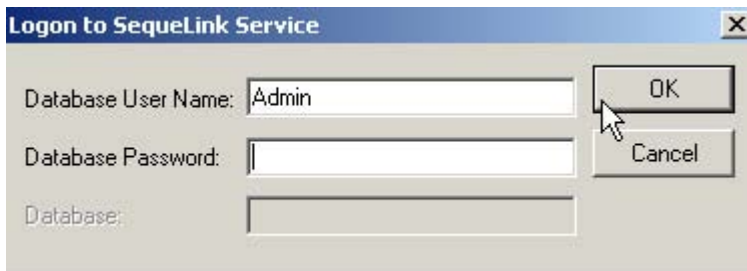 Logon to SequeLink Service
Database User Name: Admin
OK
Database Password:
Cancel
Database: